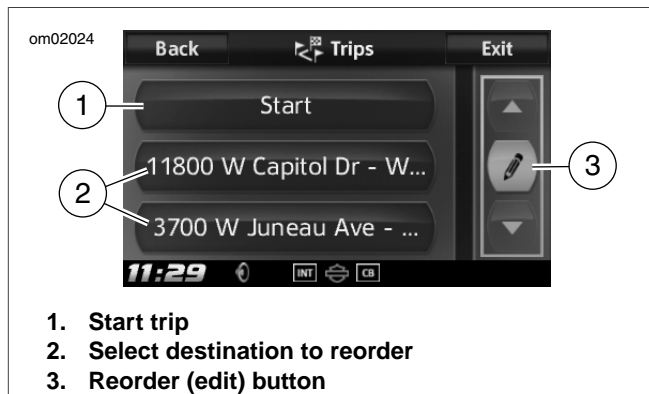 om02024
Back Trips Exit
1 Start
2 11800 W Capitol Dr - W...
3
3700 W Juneau Ave - ...
11:29 INT CB
1. Start trip
2. Select destination to reorder
3. Reorder (edit) button